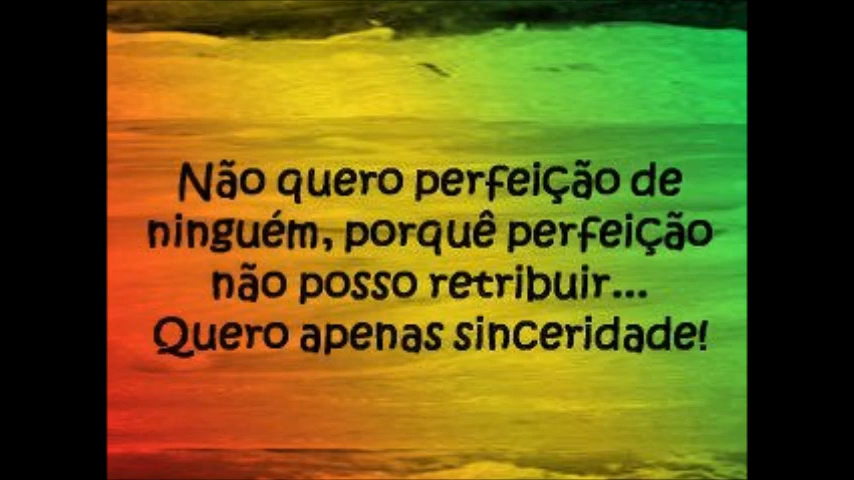 Não quero perfeição de
ninguém, porquê perfeição
não posso retribuir...
Quero apenas sinceridade!